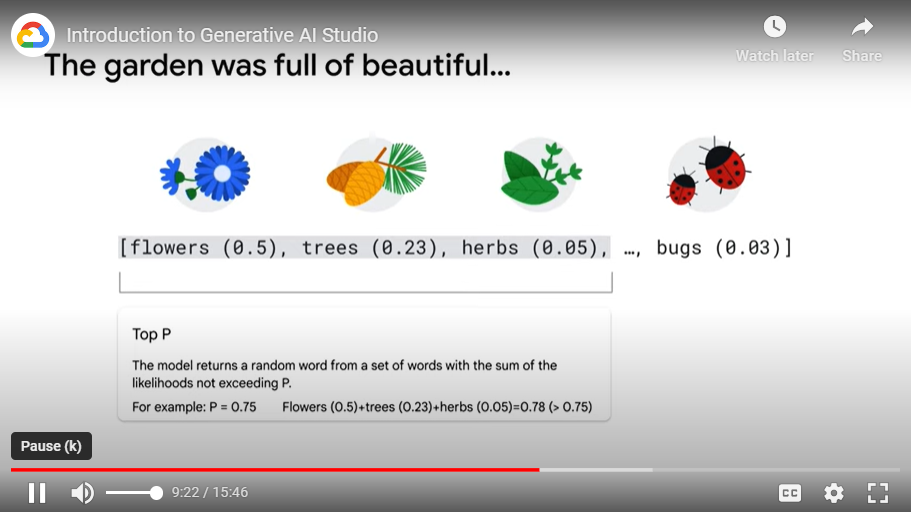 Introduction to Generative AI Studio
Watch later
Share
The garden was full of beautiful...
[flowers (0.5), trees (0.23), herbs (0.05), …, bugs (0.03)]
Top P
The model returns a random word from a set of words with the sum of the
likelihoods not exceeding P.
For example: P = 0.75 Flowers (0.5)+trees (0.23)+herbs (0.05)=0.78 (> 0.75)
Pause (k)
9:22 / 15:46
CC